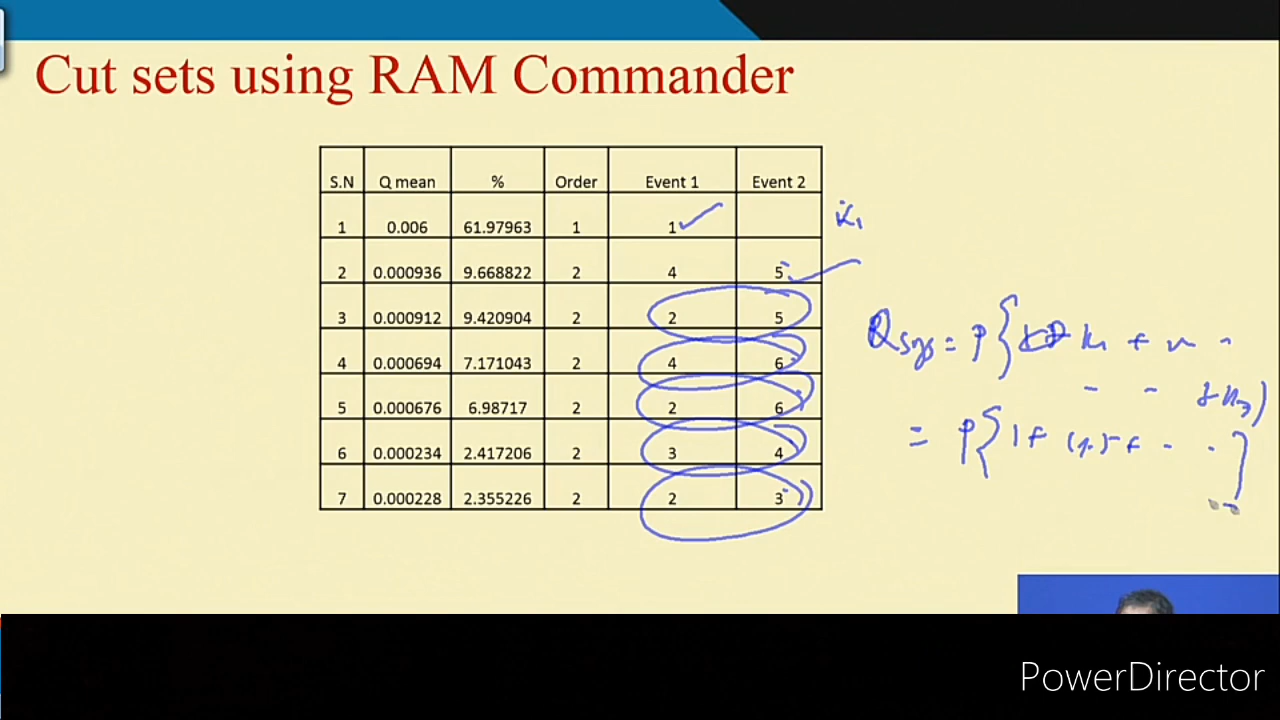 Cut sets using RAM Commander
S.N Q mean % Order Event 1 Event 2
1 0.006 61.97963 1 1
2 0.000936 9.668822 2 4 5
3 0.000912 9.420904 2 2 5
4 0.000694 7.171043 2 4 6
5 0.000676 6.98717 2 2 6
6 0.000234 2.417206 2 3 4
7 0.000228 2.355226 2 2 3
K₁
Qsys = P{
= P{
PowerDirector